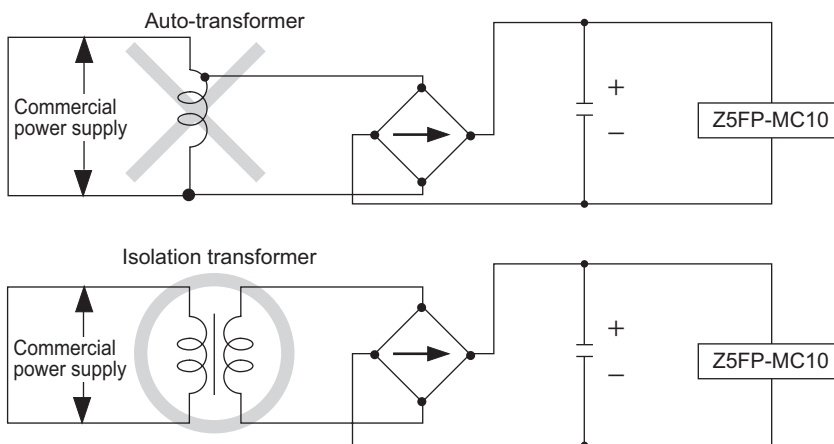 Auto-transformer
Commercial
power supply
+
−
Z5FP-MC10
Isolation transformer
Commercial
power supply
+
−
Z5FP-MC10